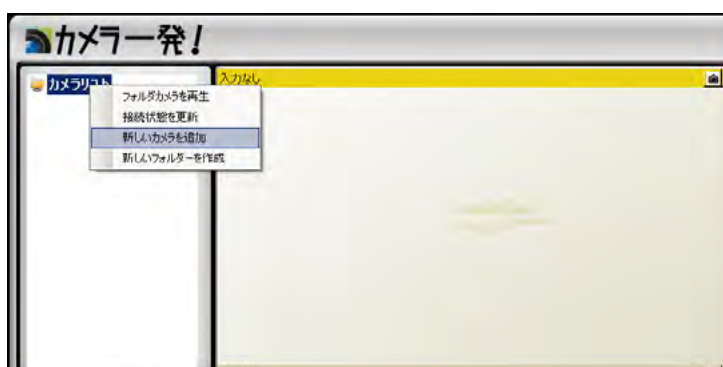 カメラ一発!
カメラリスト
入力なし
フォルダカメラを再生
接続状態を更新
新しいカメラを追加
新しいフォルダーを作成